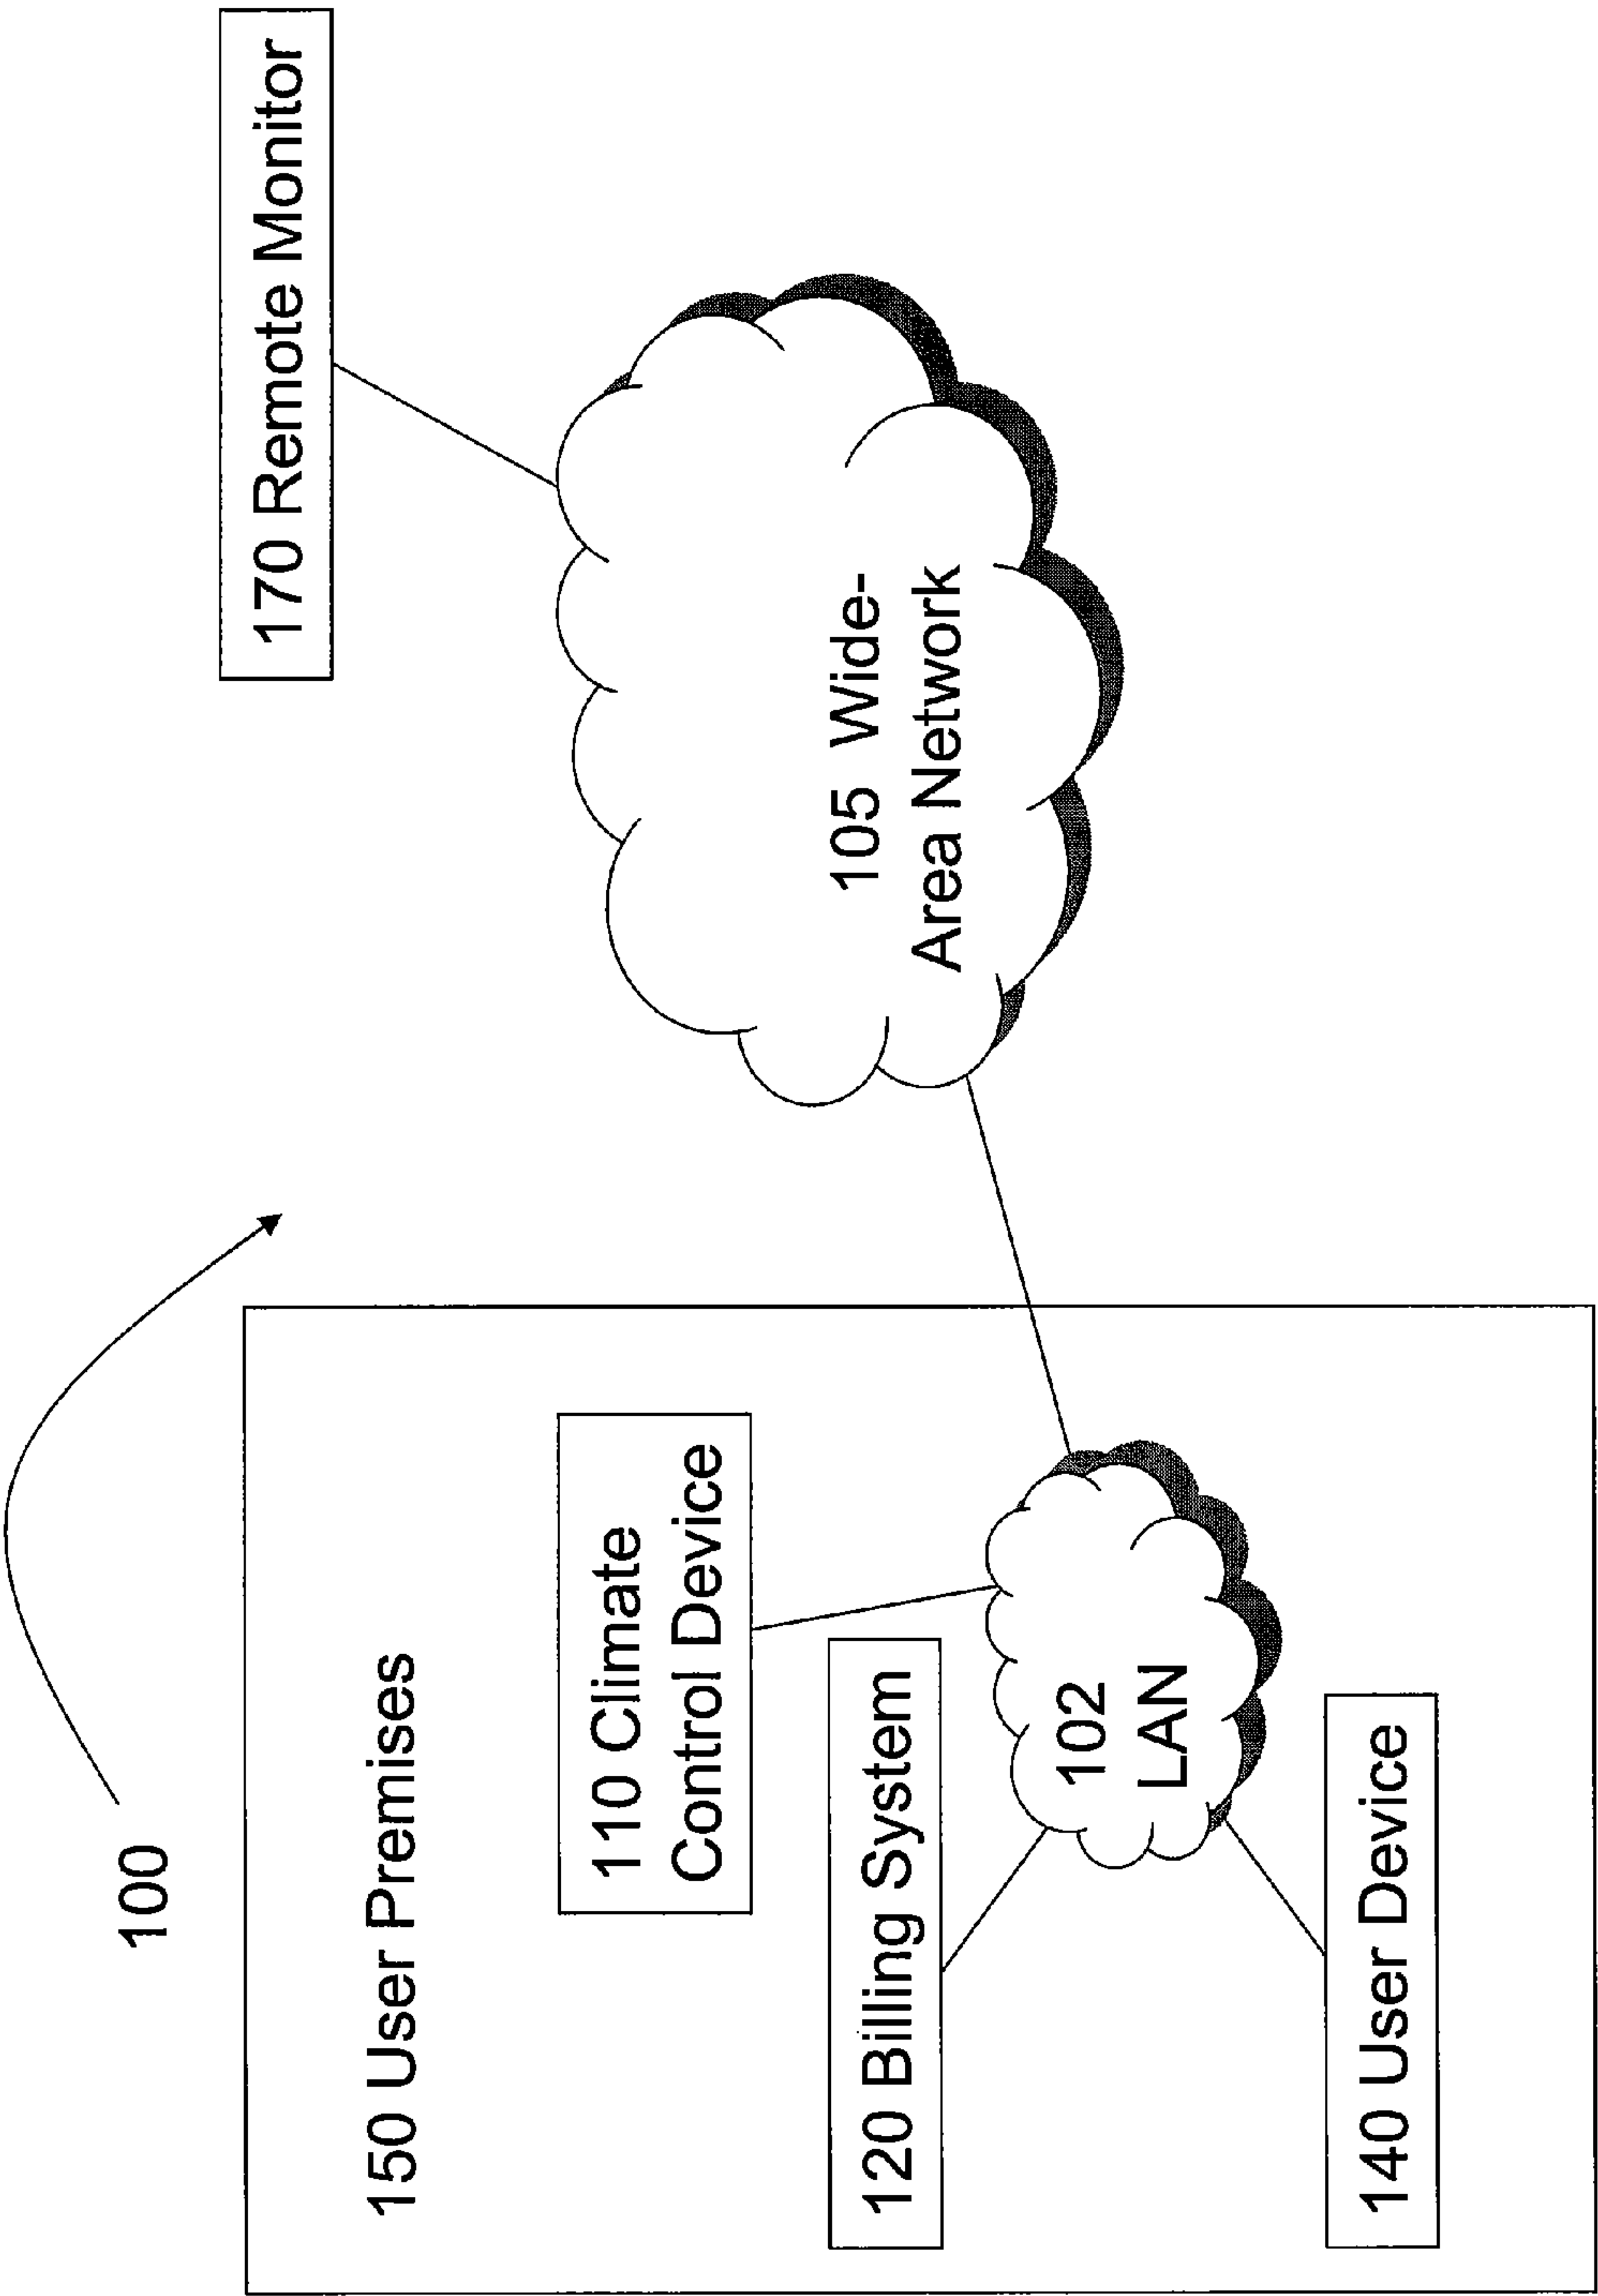 100
150 User Premises
110 Climate
Control Device
120 Billing System
102
LAN
140 User Device
170 Remote Monitor
105 Wide-
Area Network